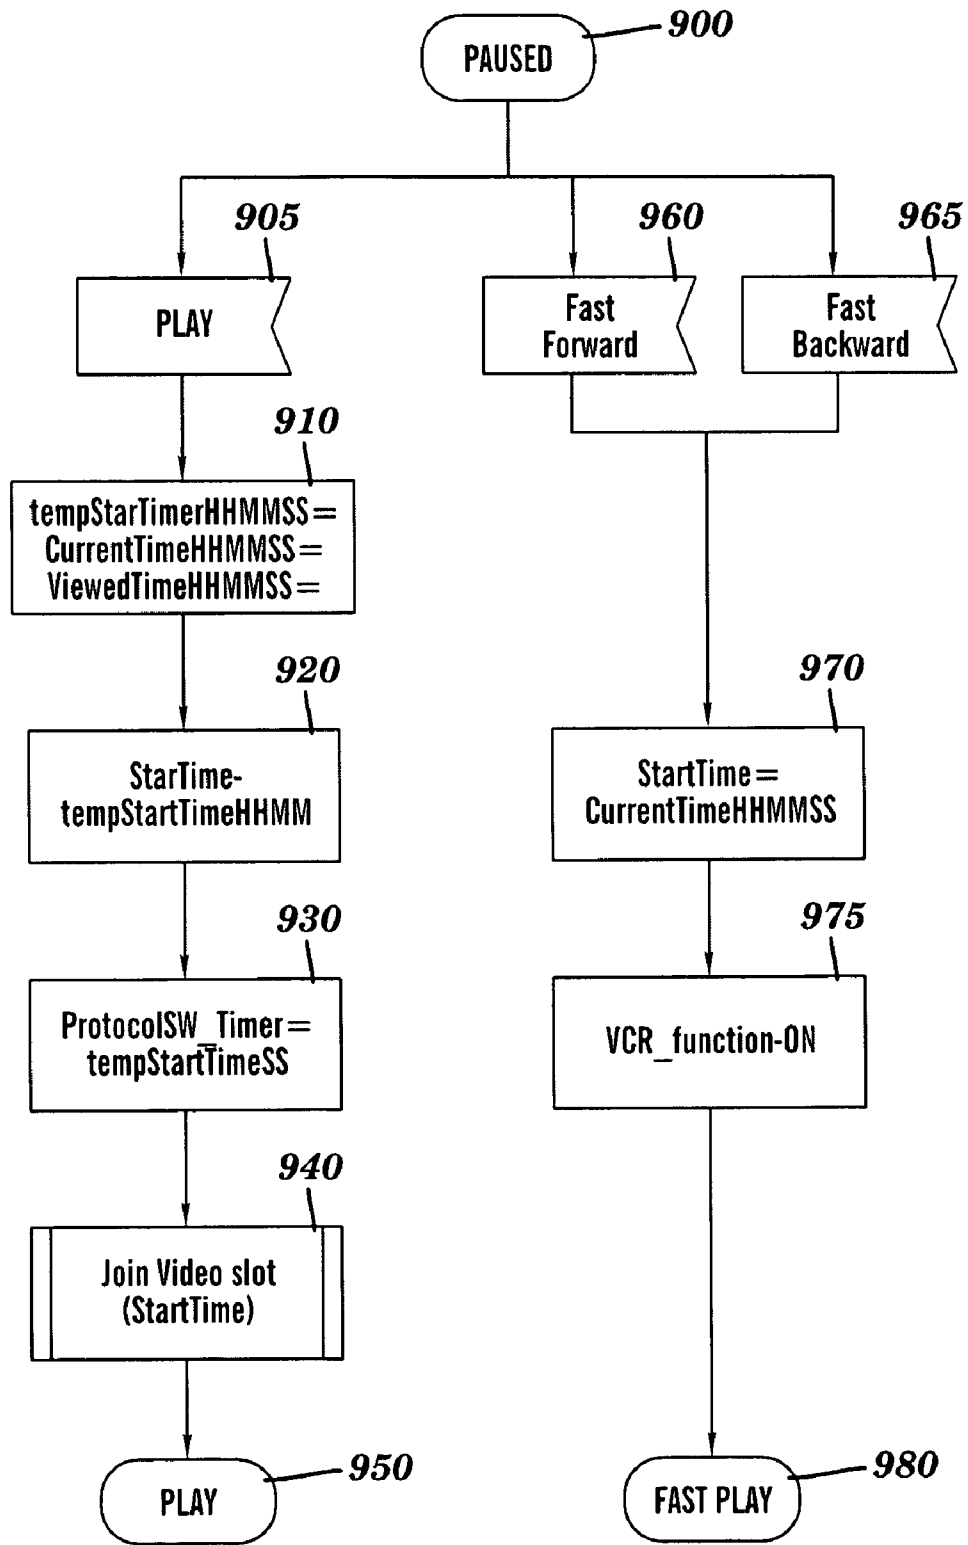 900
PAUSED
905
960
965
PLAY
Fast
Forward
Fast
Backward
910
tempStarTimerHHMMSS=
CurrentTimeHHMMSS=
ViewedTimeHHMMSS=
920
970
StarTime-
tempStartTimeHHMM
StartTime=
CurrentTimeHHMMSS
930
975
ProtocolSW_Timer=
tempStartTimeSS
VCR_function-ON
940
Join Video slot
(StartTime)
950
980
PLAY
FAST PLAY